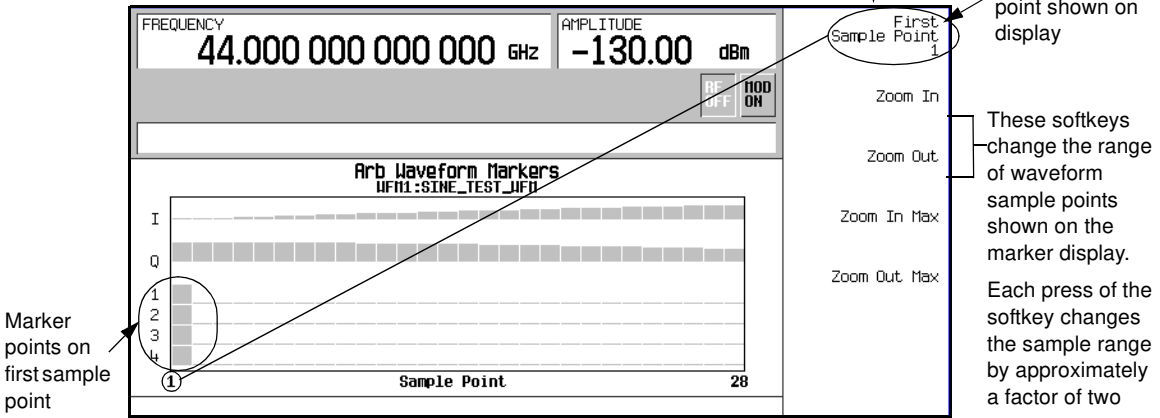 point shown on
display
FREQUENCY
44.000 000 000 000 GHz
AMPLITUDE
-130.00 dBm
RF
OFF
MOD
ON
Arb Waveform Markers
WFM1:SINE_TEST_WFM
I
Q
1
2
3
4
1
Sample Point
28
First
Sample Point
1
Zoom In
Zoom Out
Zoom In Max
Zoom Out Max
Marker
points on
first sample
point
These softkeys
change the range
of waveform
sample points
shown on the
marker display.
Each press of the
softkey changes
the sample range
by approximately
a factor of two